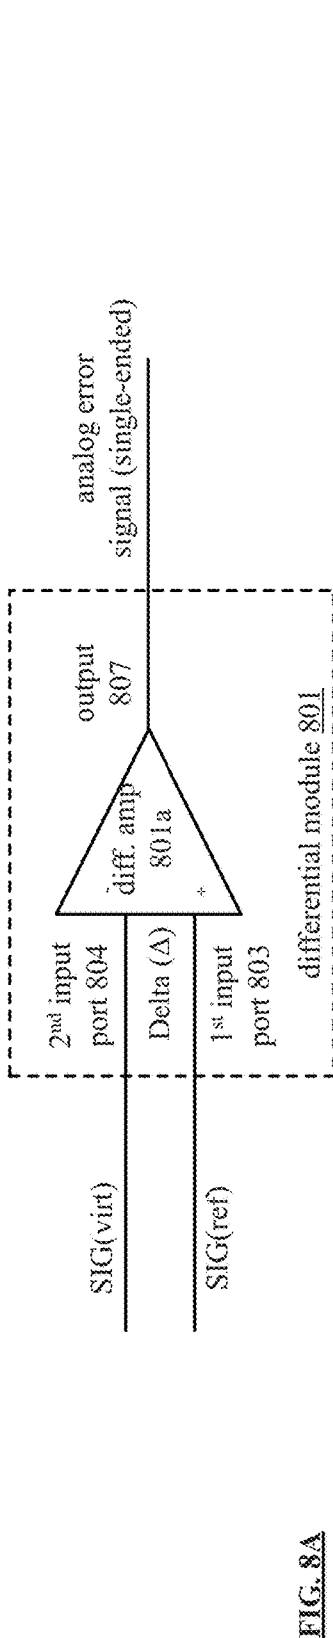 SIG(virt)
SIG(ref)
2nd input
port 804
Delta (Δ)
1st input
port 803
diff. amp
801a
+
output
807
differential module 801
analog error
signal (single-ended)
FIG. 8A